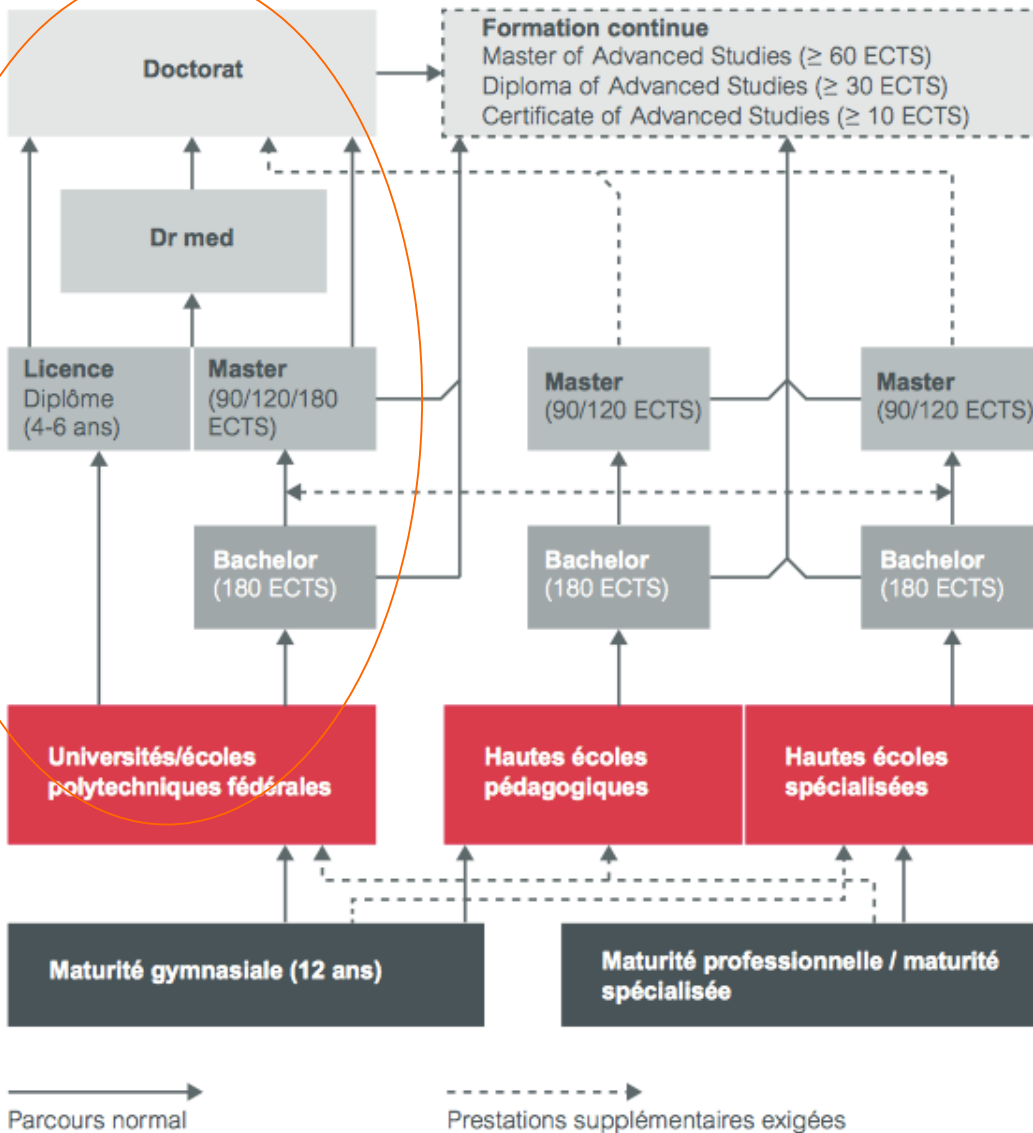 Doctorat
Formation continue
Master of Advanced Studies (≥ 60 ECTS)
Diploma of Advanced Studies (≥ 30 ECTS)
Certificate of Advanced Studies (≥ 10 ECTS)
Dr med
Licence
Diplôme
(4-6 ans)
Master
(90/120/180
ECTS)
Master
(90/120 ECTS)
Master
(90/120 ECTS)
Bachelor
(180 ECTS)
Bachelor
(180 ECTS)
Bachelor
(180 ECTS)
Universités/écoles
polytechniques fédérales
Hautes écoles
pédagogiques
Hautes écoles
spécialisées
Maturité gymnasiale (12 ans)
Maturité professionnelle / maturité
spécialisée
Parcours normal
Prestations supplémentaires exigées